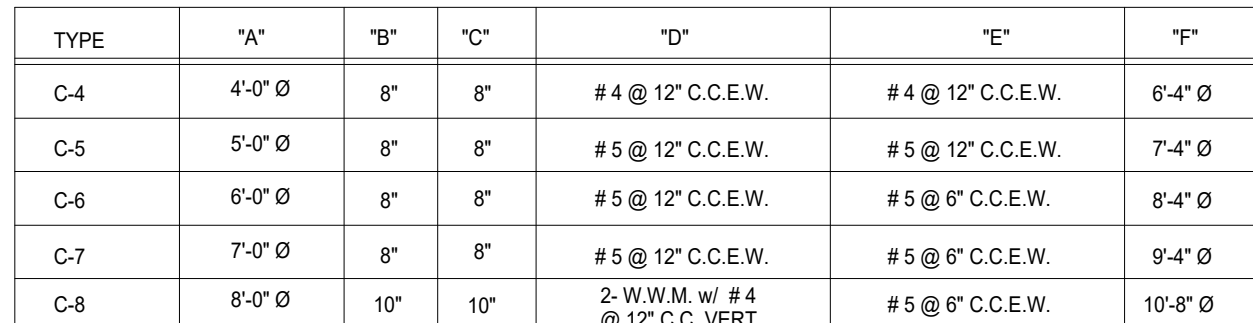 TYPE "A" "B" "C" "D" "E" "F"
C-4 4'-0" Ø 8" 8" # 4 @ 12" C.C.E.W. # 4 @ 12" C.C.E.W. 6'-4" Ø
C-5 5'-0" Ø 8" 8" # 5 @ 12" C.C.E.W. # 5 @ 12" C.C.E.W. 7'-4" Ø
C-6 6'-0" Ø 8" 8" # 5 @ 12" C.C.E.W. # 5 @ 6" C.C.E.W. 8'-4" Ø
C-7 7'-0" Ø 8" 8" # 5 @ 12" C.C.E.W. # 5 @ 6" C.C.E.W. 9'-4" Ø
C-8 8'-0" Ø 10" 10" 2- W.W.M. w/ # 4 # 5 @ 6" C.C.E.W. 10'-8" Ø
@ 12" C.C. VERT